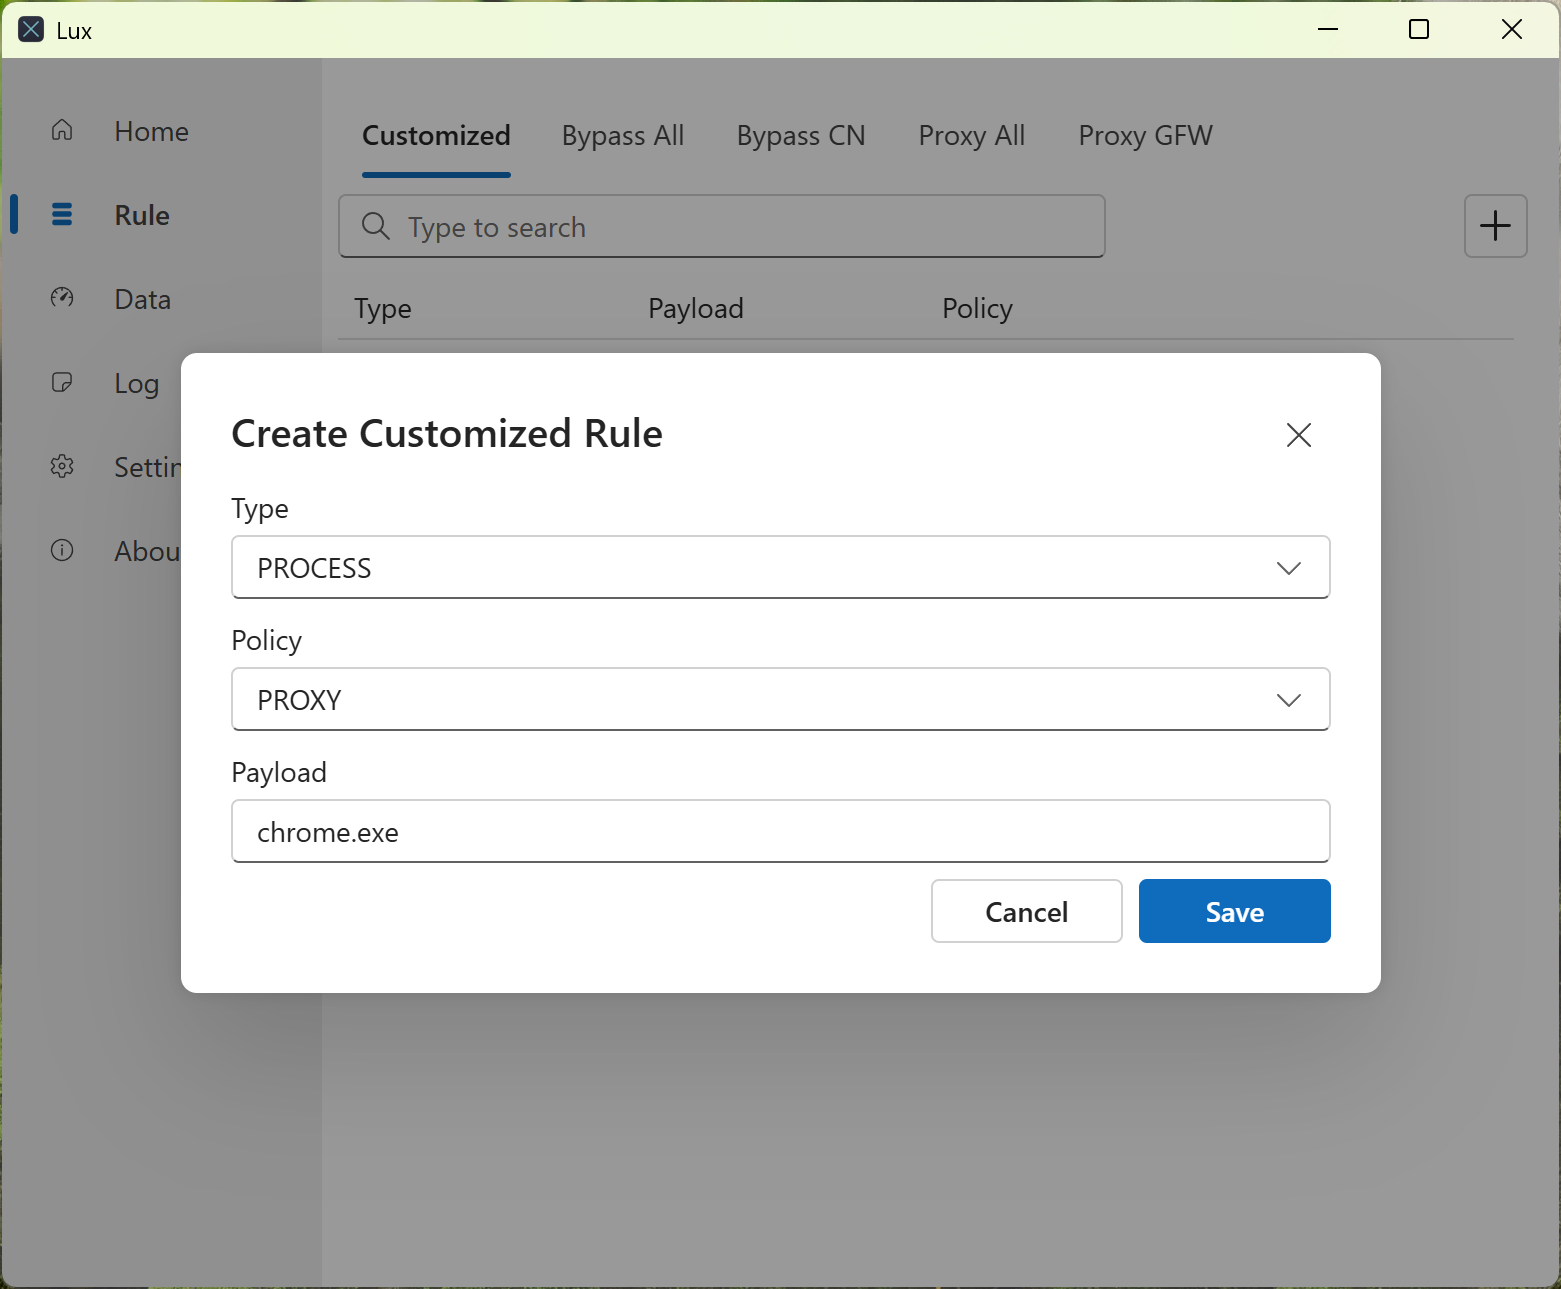 Lux
Home
Rule
Data
Log
Settin
Abou
Customized Bypass All Bypass CN Proxy All Proxy GFW
Type to search
Type Payload Policy
Create Customized Rule
Type
PROCESS
Policy
PROXY
Payload
chrome.exe
Cancel Save